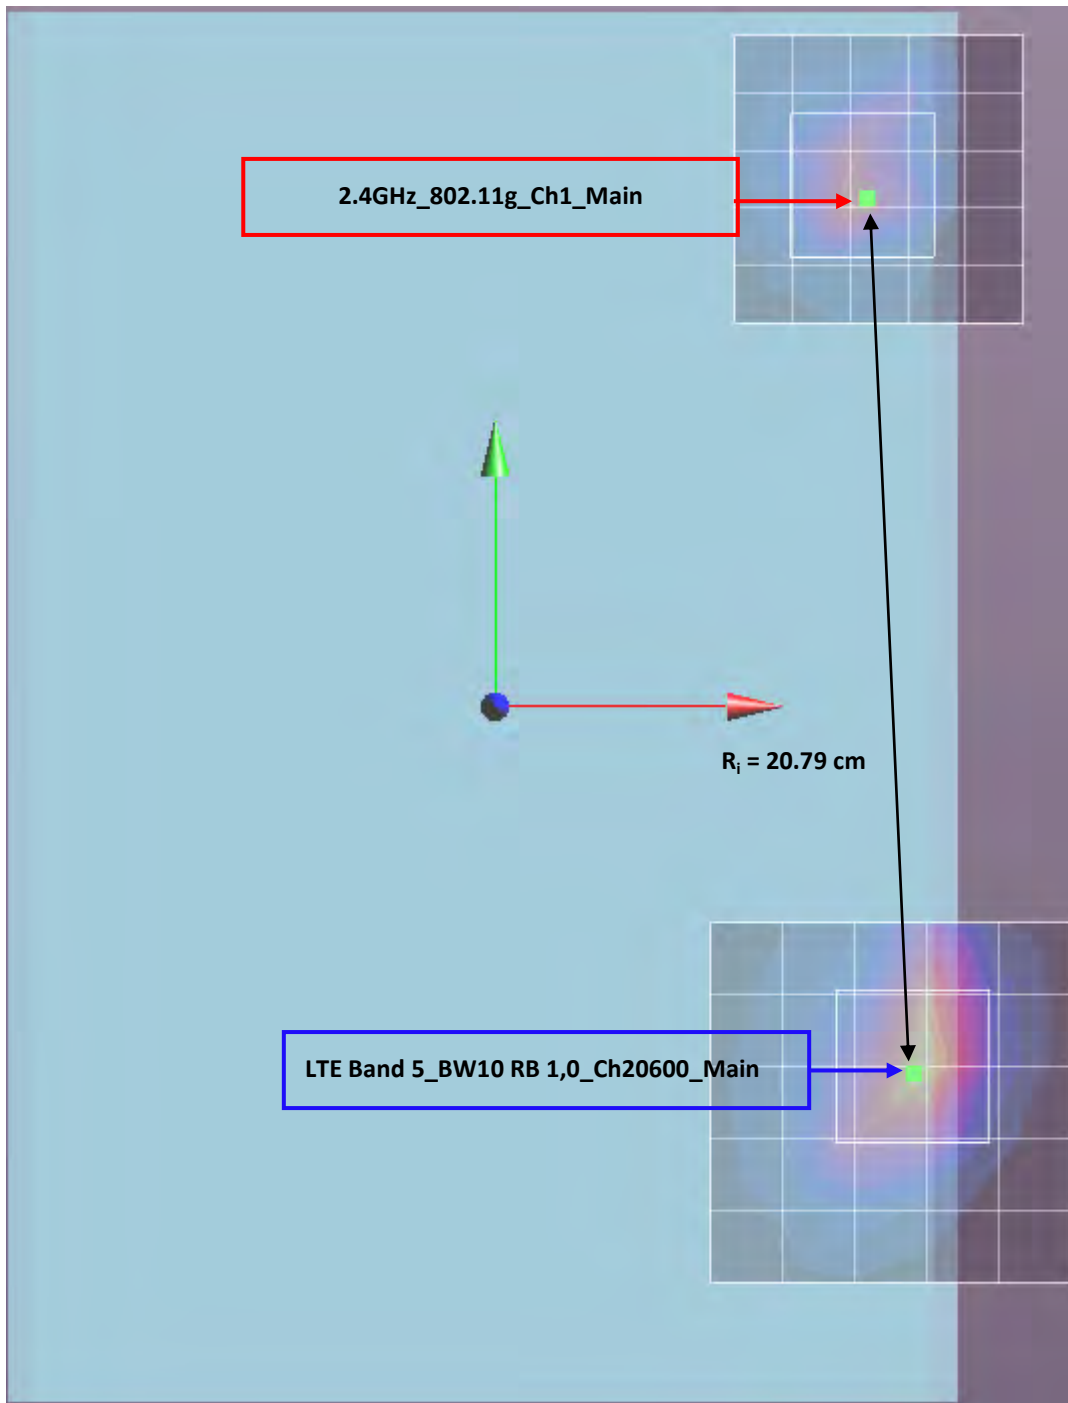 2.4GHz_802.11g_Ch1_Main
Rᵢ = 20.79 cm
LTE Band 5_BW10 RB 1,0_Ch20600_Main